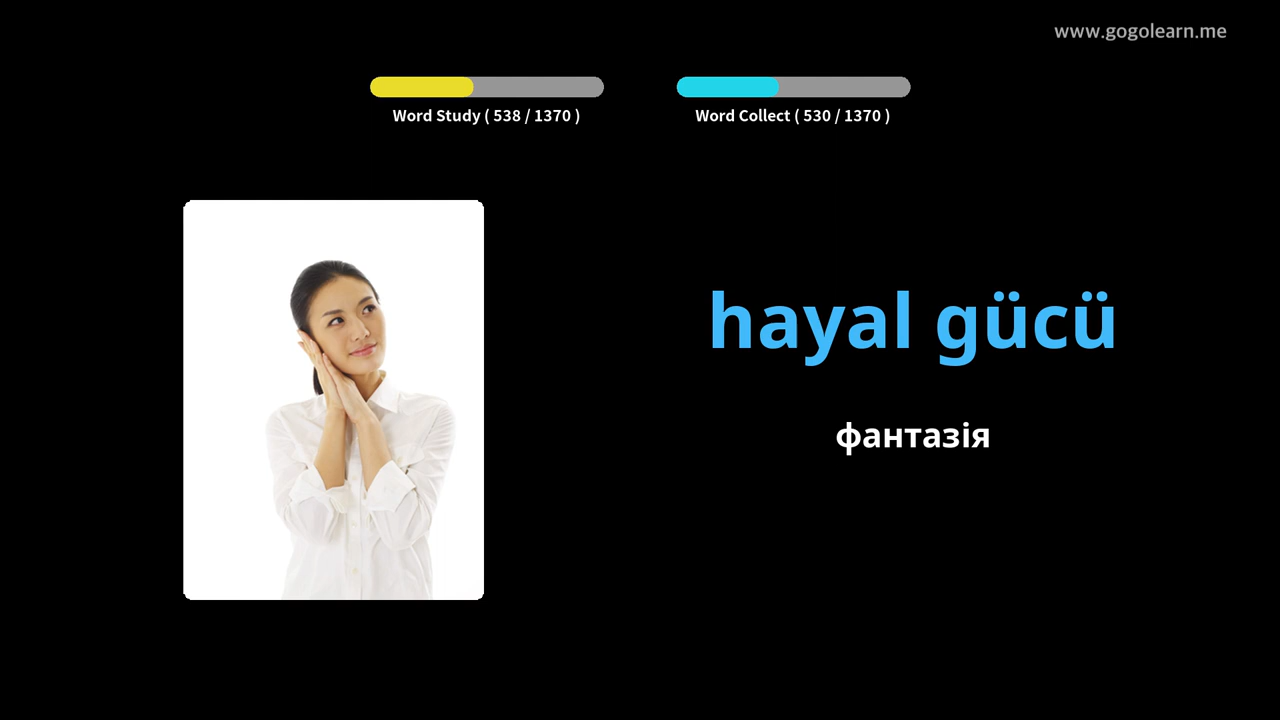 www.gogolearn.me
Word Study ( 538 / 1370 )
Word Collect ( 530 / 1370 )
hayal gücü
фантазія